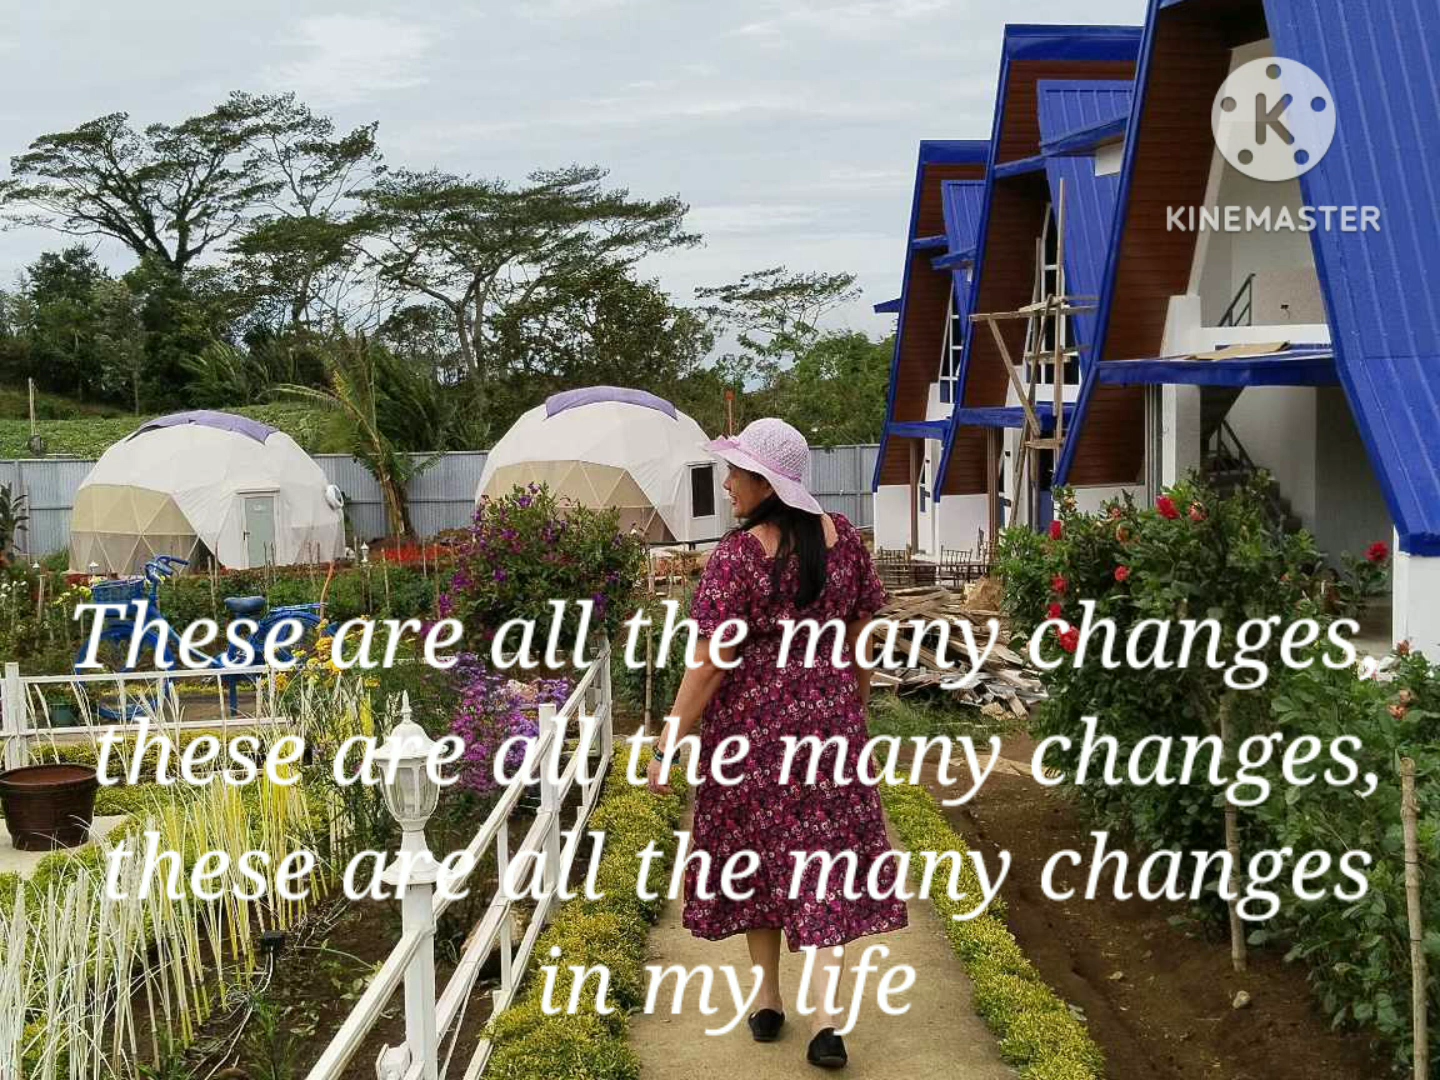 K
KINEMASTER
These are all the many changes,
these are all the many changes,
these are all the many changes
in my life